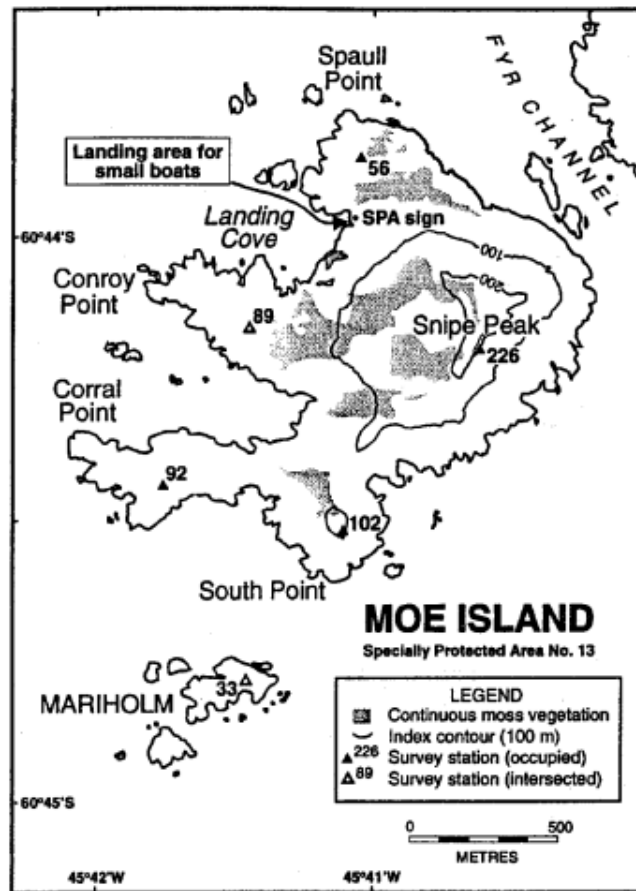 Spaull
Point
FYR CHANNEL
Landing area for
small boats
56
SPA sign
Landing
Cove
60°44'S
100
200
Conroy
Point
89
Snipe Peak
226
Corral
Point
92
102
South Point
MOE ISLAND
Specially Protected Area No. 13
33
MARIHOLM
LEGEND
Continuous moss vegetation
Index contour (100 m)
226 Survey station (occupied)
89 Survey station (intersected)
60°45'S
0 500
METRES
45°42'W 45°41'W